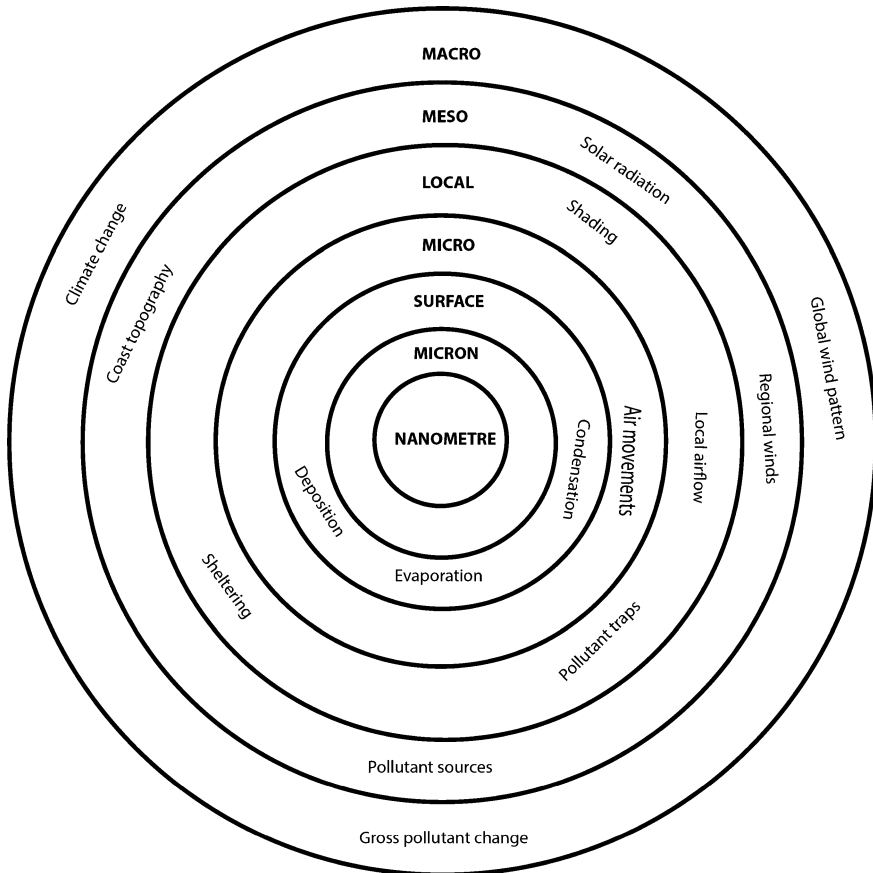 MACRO
MESO
Solar radiation
LOCAL
Shading
MICRO
Climate change
Coast topography
SURFACE
Global wind pattern
MICRON
Regional winds
Local airflow
Air movements
Condensation
NANOMETRE
Deposition
Evaporation
Sheltering
Pollutant traps
Pollutant sources
Gross pollutant change